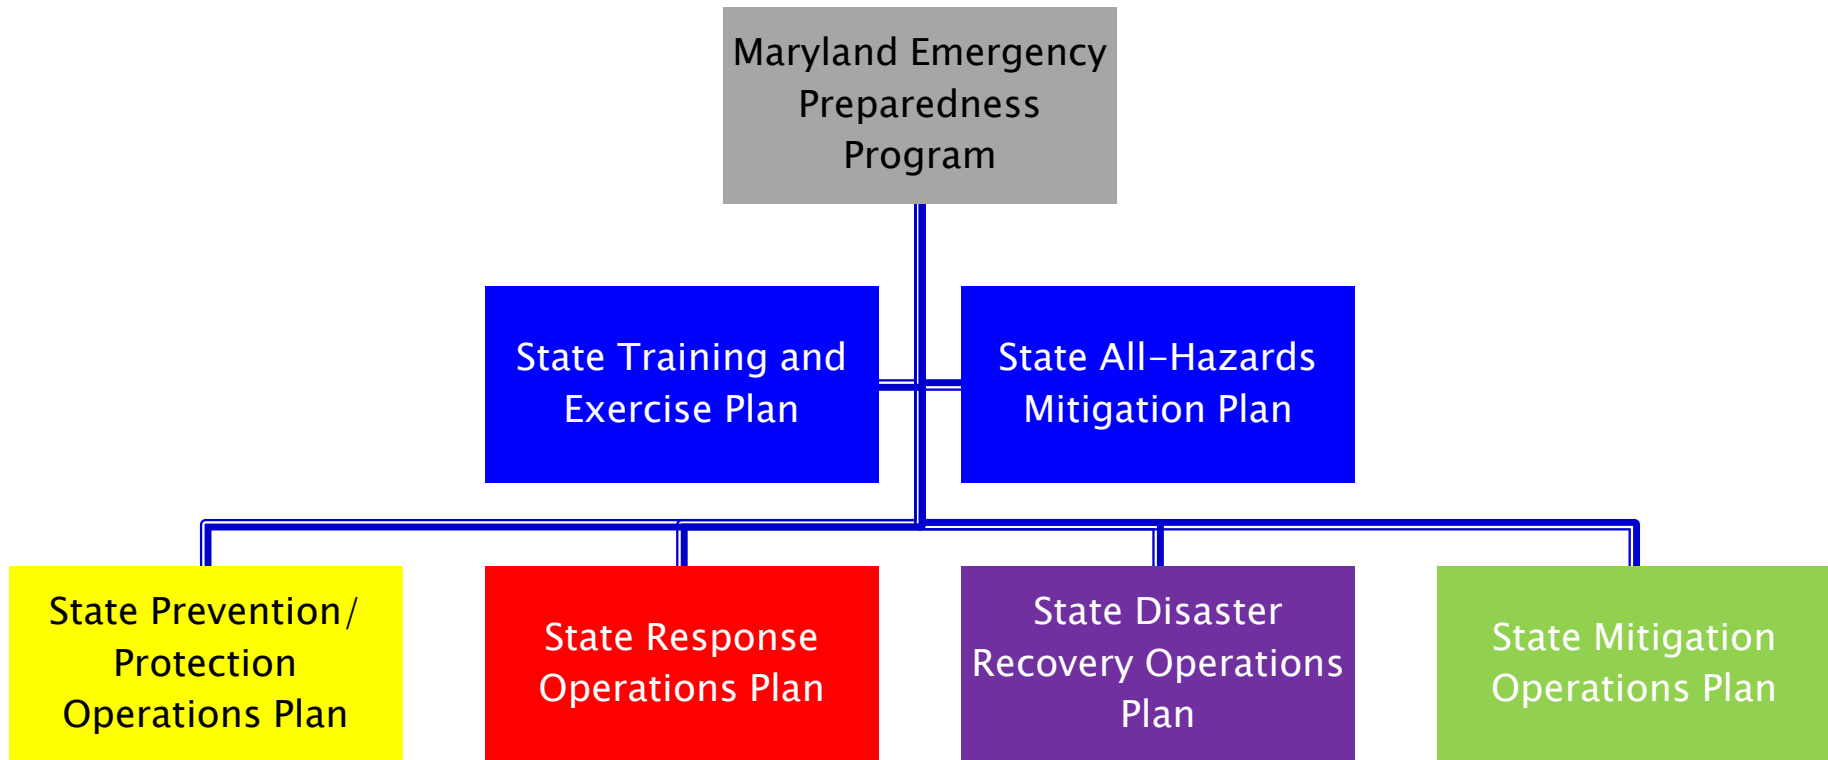 Maryland Emergency
Preparedness
Program
State Training and
Exercise Plan
State All-Hazards
Mitigation Plan
State Prevention/
Protection
Operations Plan
State Response
Operations Plan
State Disaster
Recovery Operations
Plan
State Mitigation
Operations Plan